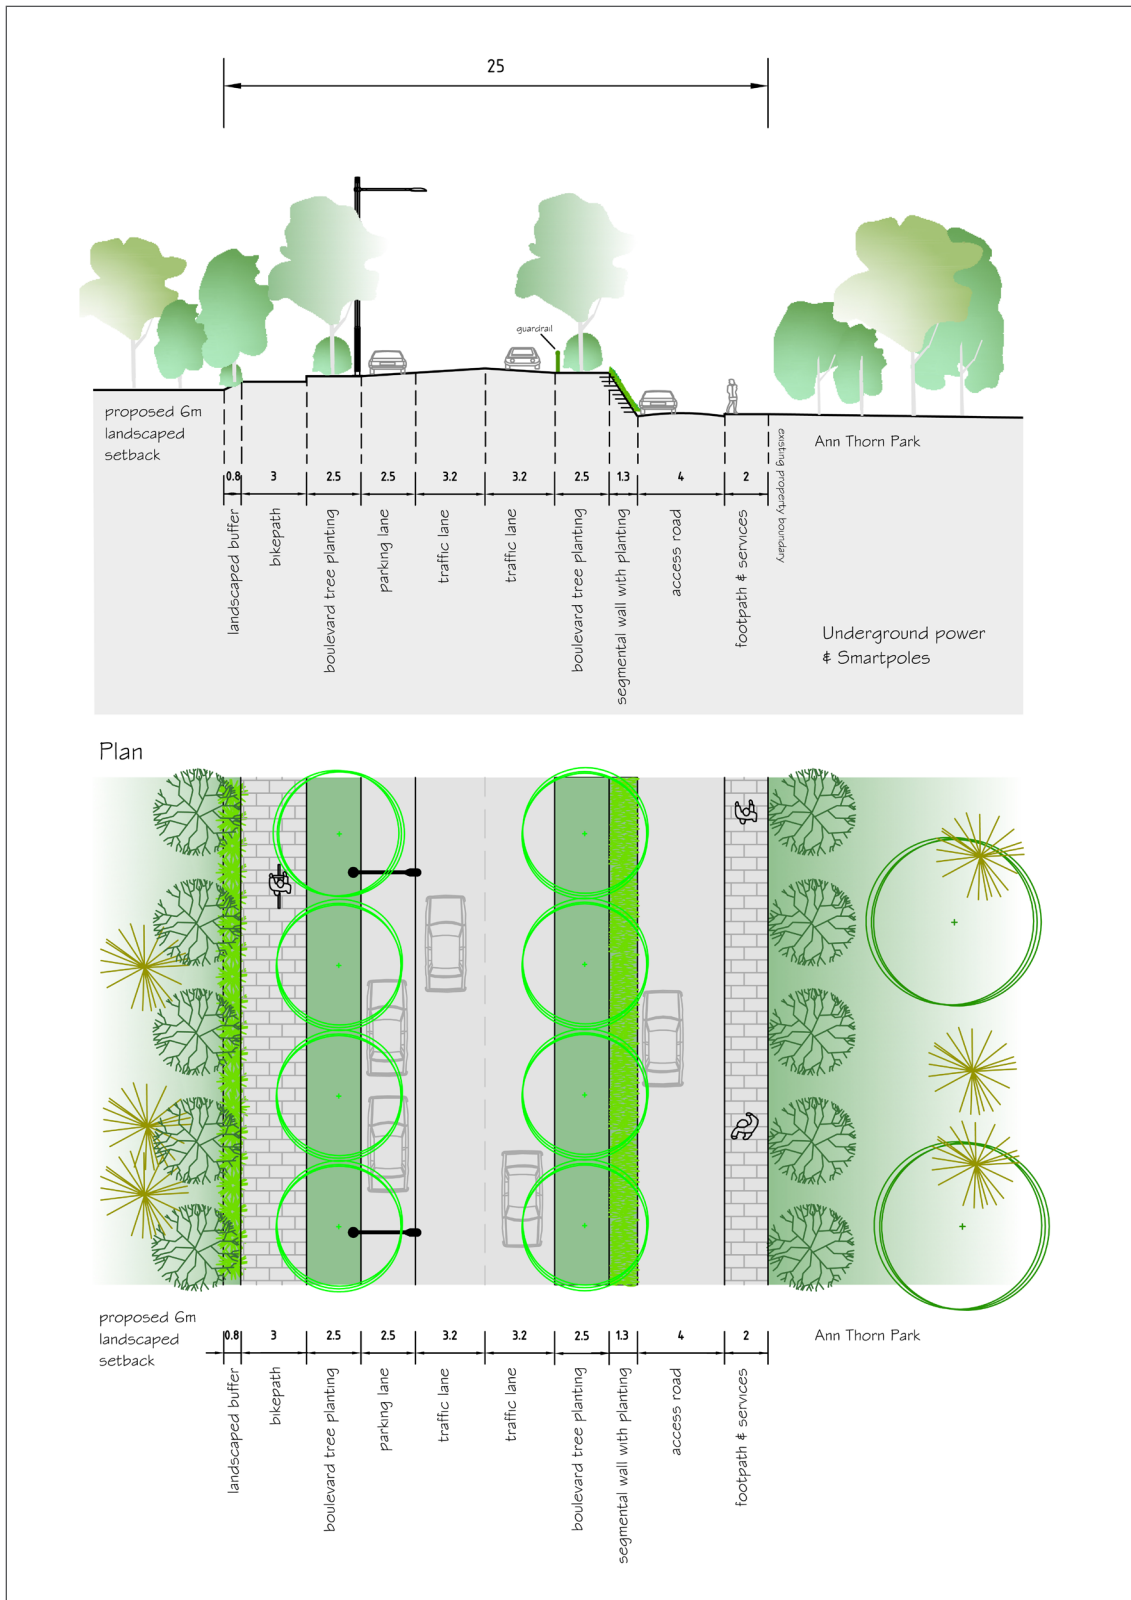 25
guardrail
proposed 6m
landscaped
setback
Ann Thorn Park
existing property boundary
0.8
3
2.5
2.5
3.2
3.2
2.5
1.3
4
2
landscaped buffer
bikepath
boulevard tree planting
parking lane
traffic lane
traffic lane
boulevard tree planting
segmental wall with planting
access road
footpath & services
Underground power
& Smartpoles
Plan
proposed 6m
landscaped
setback
0.8
3
2.5
2.5
3.2
3.2
2.5
1.3
4
2
Ann Thorn Park
landscaped buffer
bikepath
boulevard tree planting
parking lane
traffic lane
traffic lane
boulevard tree planting
segmental wall with planting
access road
footpath & services